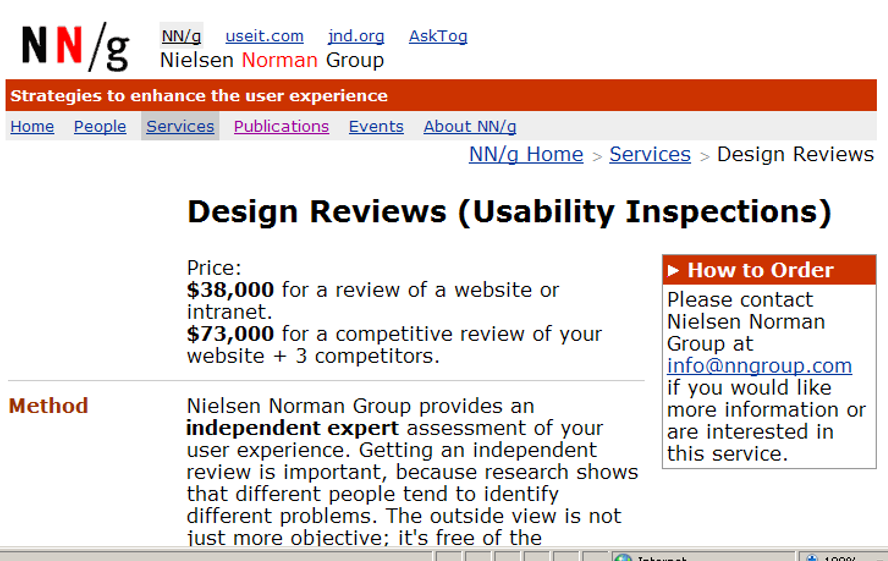 NN/g
NN/g useit.com jnd.org AskTog
Nielsen Norman Group
Strategies to enhance the user experience
Home People Services Publications Events About NN/g
NN/g Home > Services > Design Reviews
Design Reviews (Usability Inspections)
Price:
$38,000 for a review of a website or
intranet.
$73,000 for a competitive review of your
website + 3 competitors.
How to Order
Please contact
Nielsen Norman
Group at
info@nngroup.com
if you would like
more information or
are interested in
this service.
Method
Nielsen Norman Group provides an
independent expert assessment of your
user experience. Getting an independent
review is important, because research shows
that different people tend to identify
different problems. The outside view is not
just more objective; it's free of the
Internet
100%